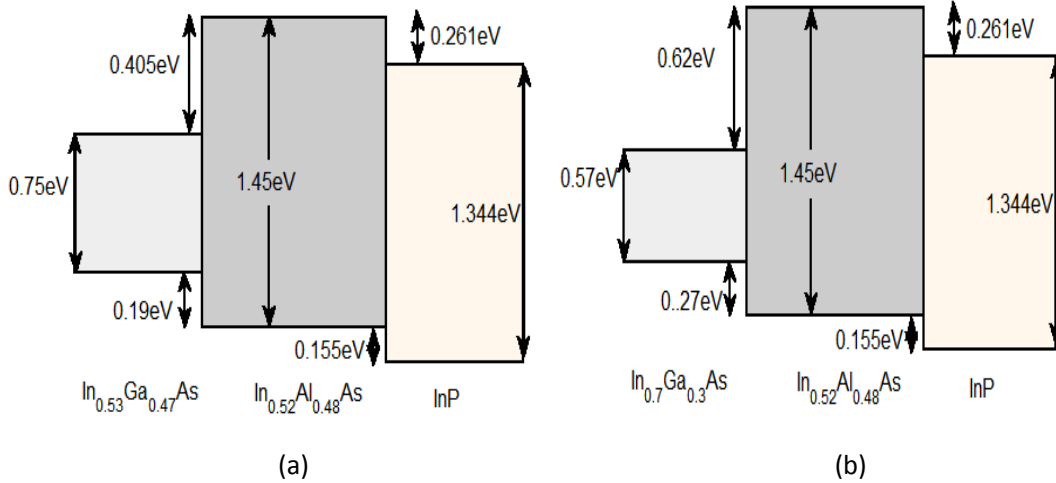 0.405eV
0.261eV
0.75eV
1.45eV
1.344eV
0.19eV
0.155eV
In0.53Ga0.47As
In0.52Al0.48As
InP
(a)
0.62eV
0.261eV
0.57eV
1.45eV
1.344eV
0..27eV
0.155eV
In0.7Ga0.3As
In0.52Al0.48As
InP
(b)